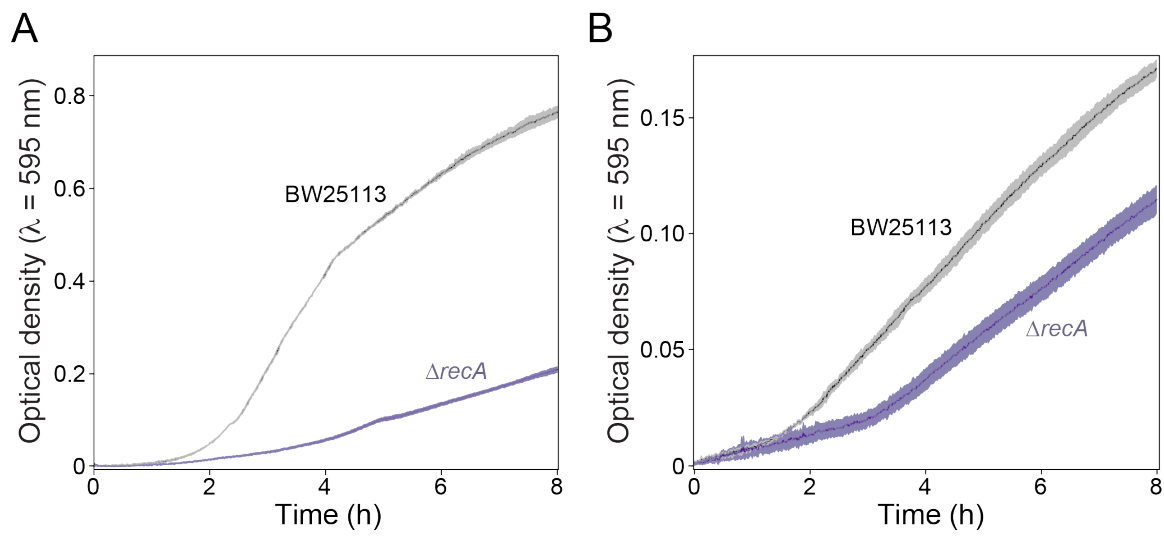 A
Optical density (λ = 595 nm)
0.8
0.6
0.4
0.2
0
BW25113
ΔrecA
0 2 4 6 8
Time (h)
B
Optical density (λ = 595 nm)
0.15
0.10
0.05
0
BW25113
ΔrecA
0 2 4 6 8
Time (h)